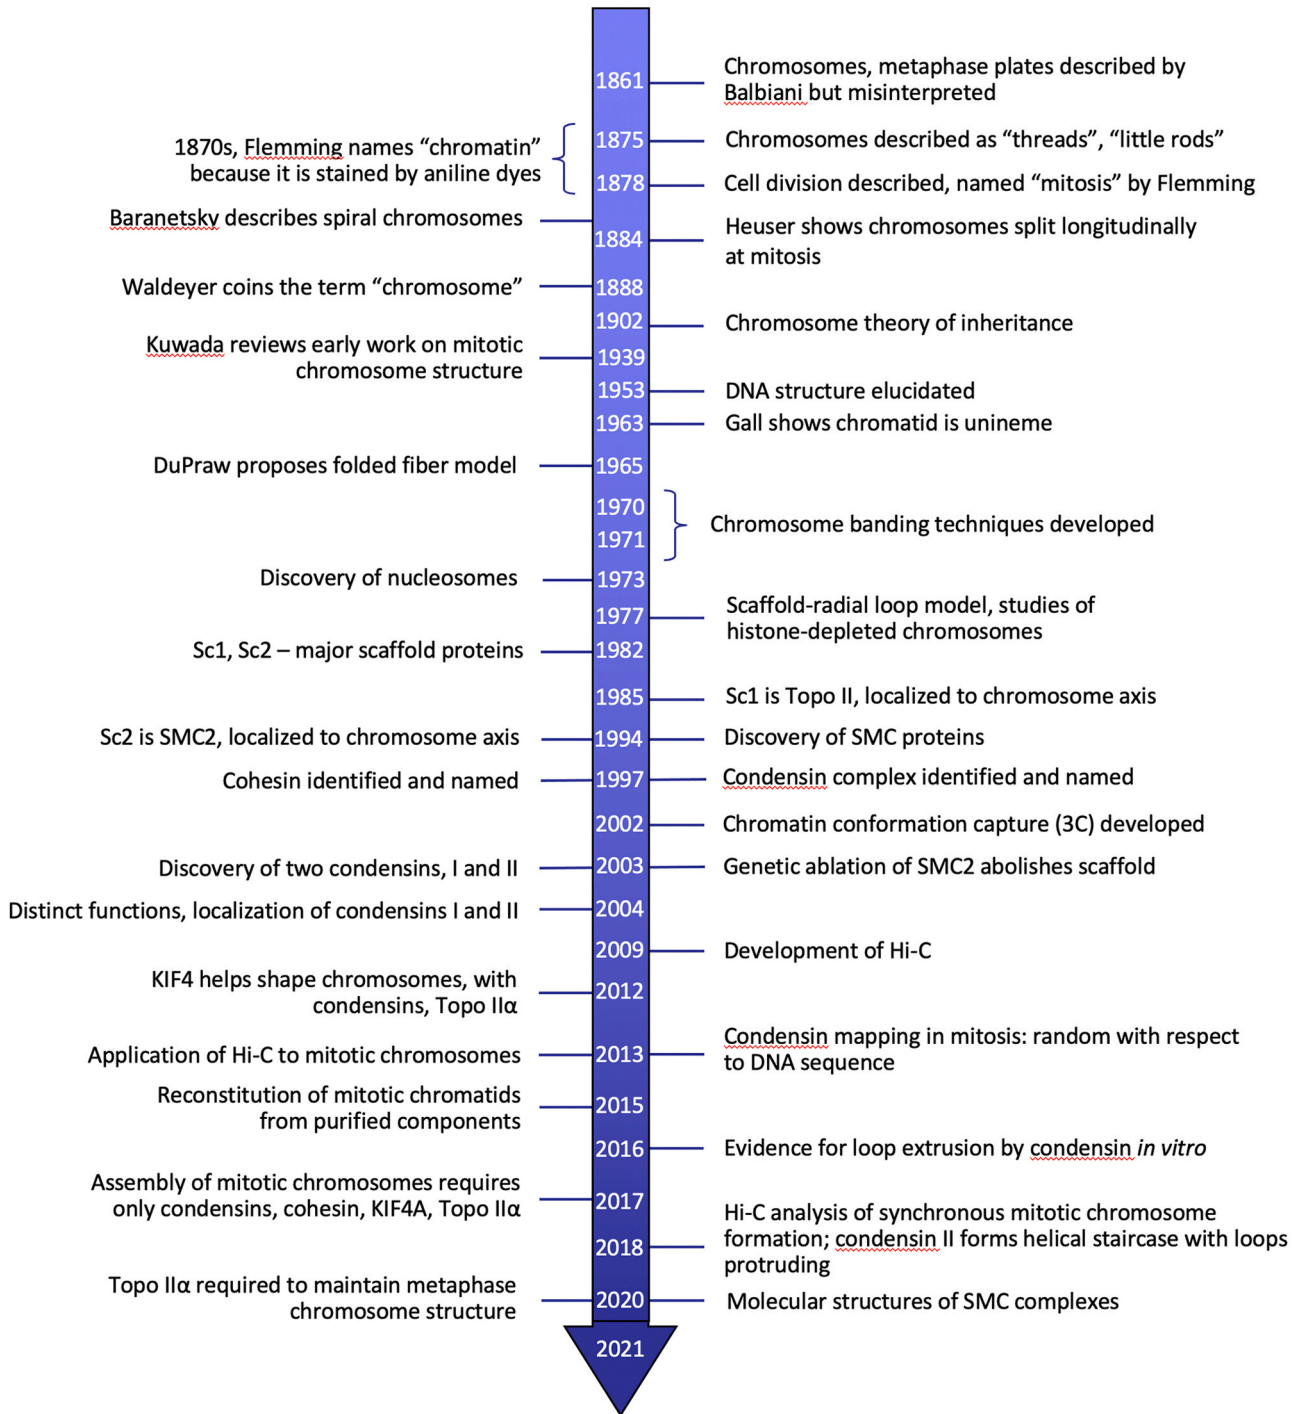 1861
Chromosomes, metaphase plates described by
Balbiani but misinterpreted
1870s, Flemming names “chromatin”
because it is stained by aniline dyes
1875
Chromosomes described as “threads”, “little rods”
1878
Cell division described, named “mitosis” by Flemming
Baranetsky describes spiral chromosomes
1884
Heuser shows chromosomes split longitudinally
at mitosis
Waldeyer coins the term “chromosome”
1888
1902
Chromosome theory of inheritance
Kuwada reviews early work on mitotic
chromosome structure
1939
1953
DNA structure elucidated
1963
Gall shows chromatid is unineme
DuPraw proposes folded fiber model
1965
1970
1971
Chromosome banding techniques developed
Discovery of nucleosomes
1973
1977
Scaffold-radial loop model, studies of
histone-depleted chromosomes
Sc1, Sc2 – major scaffold proteins
1982
1985
Sc1 is Topo II, localized to chromosome axis
Sc2 is SMC2, localized to chromosome axis
1994
Discovery of SMC proteins
Cohesin identified and named
1997
Condensin complex identified and named
2002
Chromatin conformation capture (3C) developed
Discovery of two condensins, I and II
2003
Genetic ablation of SMC2 abolishes scaffold
Distinct functions, localization of condensins I and II
2004
2009
Development of Hi-C
KIF4 helps shape chromosomes, with
condensins, Topo IIα
2012
Application of Hi-C to mitotic chromosomes
2013
Condensin mapping in mitosis: random with respect
to DNA sequence
Reconstitution of mitotic chromatids
from purified components
2015
2016
Evidence for loop extrusion by condensin in vitro
Assembly of mitotic chromosomes requires
only condensins, cohesin, KIF4A, Topo IIα
2017
2018
Hi-C analysis of synchronous mitotic chromosome
formation; condensin II forms helical staircase with loops
protruding
Topo IIα required to maintain metaphase
chromosome structure
2020
Molecular structures of SMC complexes
2021